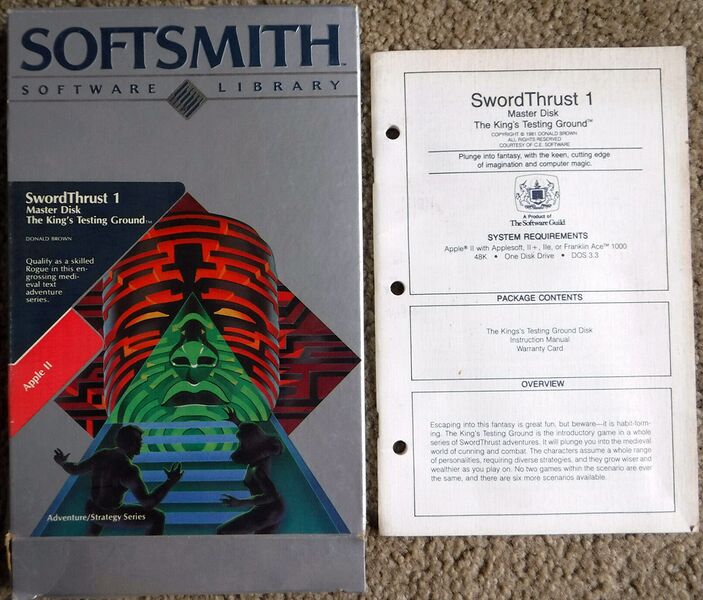 SOFTSMITH™
SOFTWARE LIBRARY
SwordThrust 1
Master Disk
The King's Testing Ground™
DONALD BROWN
Qualify as a skilled
Rogue in this en-
grossing medi-
eval text
adventure
series.
Apple II
Adventure/Strategy Series
SwordThrust 1
Master Disk
The King's Testing Ground™
COPYRIGHT © 1981 DONALD BROWN
ALL RIGHTS RESERVED
COURTESY OF C.E. SOFTWARE
Plunge into fantasy, with the keen, cutting edge
of imagination and computer magic.
A Product of
The Software Guild
SYSTEM REQUIREMENTS
Apple® II with Applesoft, II+, IIe, or Franklin Ace™ 1000
48K • One Disk Drive • DOS 3.3
PACKAGE CONTENTS
The Kings's Testing Ground Disk
Instruction Manual
Warranty Card
OVERVIEW
Escaping into this fantasy is great fun, but beware—it is habit-form-
ing. The King's Testing Ground is the introductory game in a whole
series of SwordThrust adventures. It will plunge you into the medieval
world of cunning and combat. The characters assume a whole range
of personalities, requiring diverse strategies, and they grow wiser and
wealthier as you play on. No two games within the scenario are ever
the same, and there are six more scenarios available.